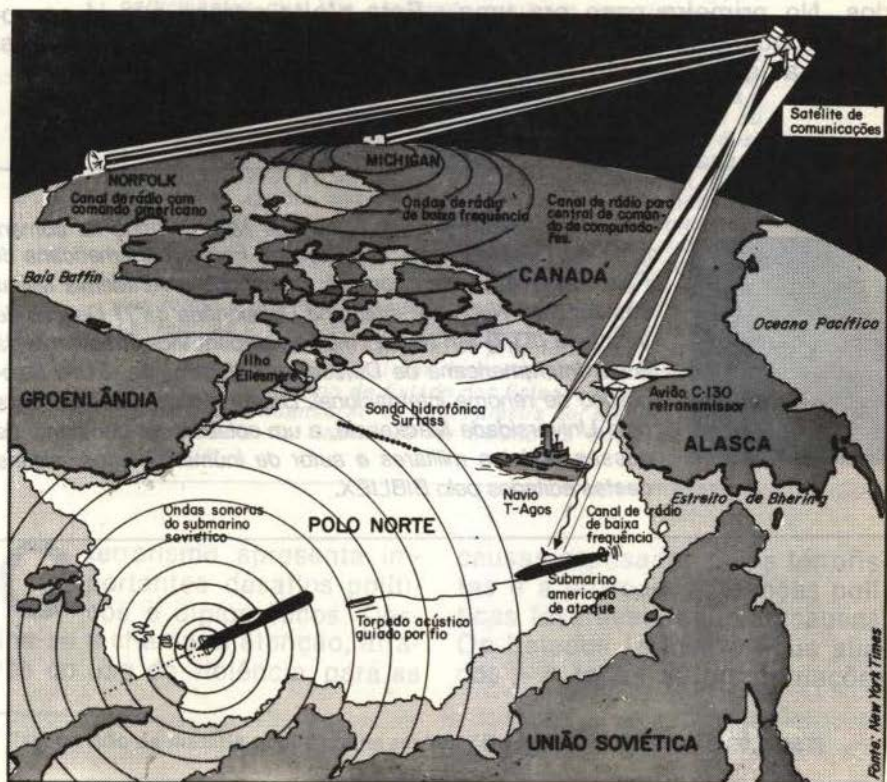 Satélite de
comunicações
MICHIGAN
NORFOLK
Canal de rádio com
comando americano
Ondas de rádio
de baixa frequência
Canal de rádio para
central de coman-
do de computado-
res.
CANADÁ
Baía Baffin
Oceano Pacífico
Ilha
Ellesmere
GROENLÂNDIA
Avião C-130
retransmissor
Sonda hidrofônica
Surtass
ALASCA
Navio
T-Agos
Estreito de Bhering
Ondas sonoras
do submarino
soviético
POLO NORTE
Canal de rádio
de baixa
frequência
Submarino
americano
de ataque
Torpedo acústico
guiado por fio
UNIÃO SOVIÉTICA
Fonte: New York Times